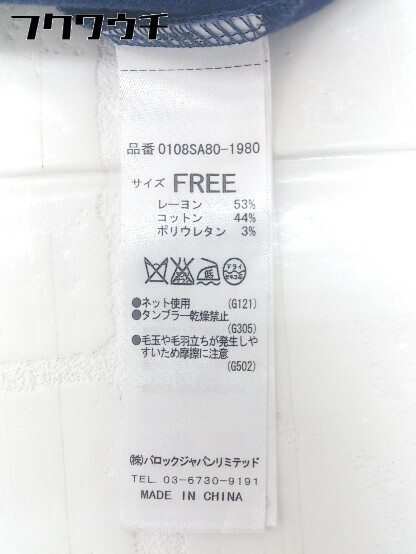 フクワウチ
品番 0108SA80-1980
サイズ FREE
レーヨン 53%
コットン 44%
ポリウレタン 3%
低
ドライ
●ネット使用 (G121)
●タンブラー乾燥禁止
(G305)
●毛玉や毛羽立ちが発生しや
すいため摩擦に注意
(G502)
㈱バロックジャパンリミテッド
TEL. 03-6730-9191
MADE IN CHINA